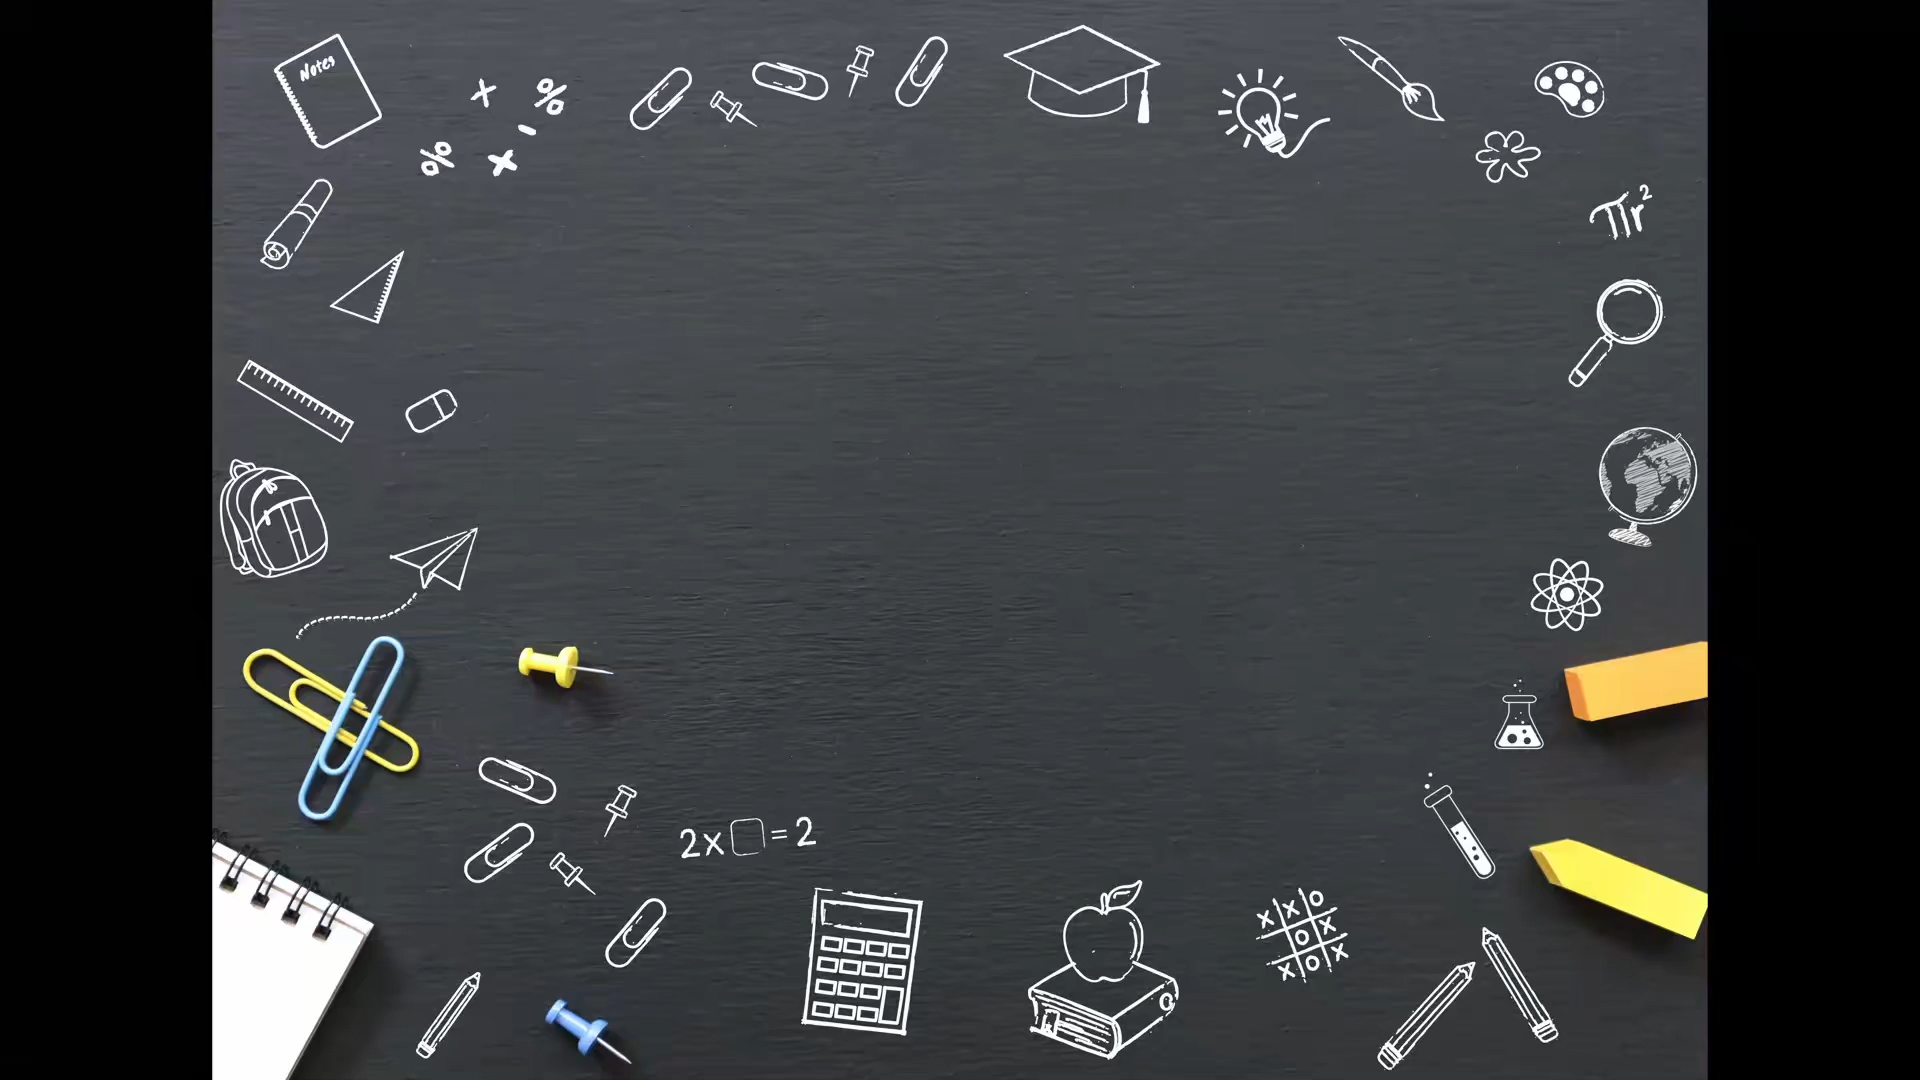 Notes
+ %
-
% x
πr²
2x□=2
x x o
o x
x o x